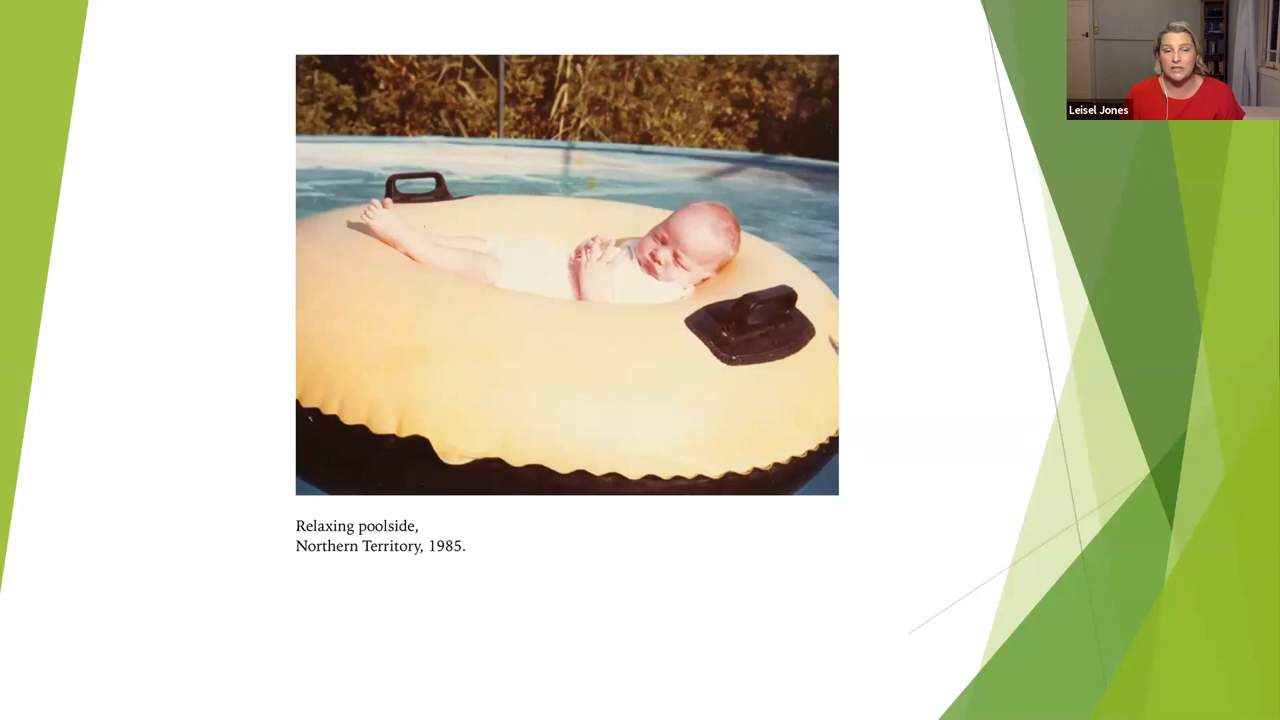 Leisel Jones
Relaxing poolside,
Northern Territory, 1985.